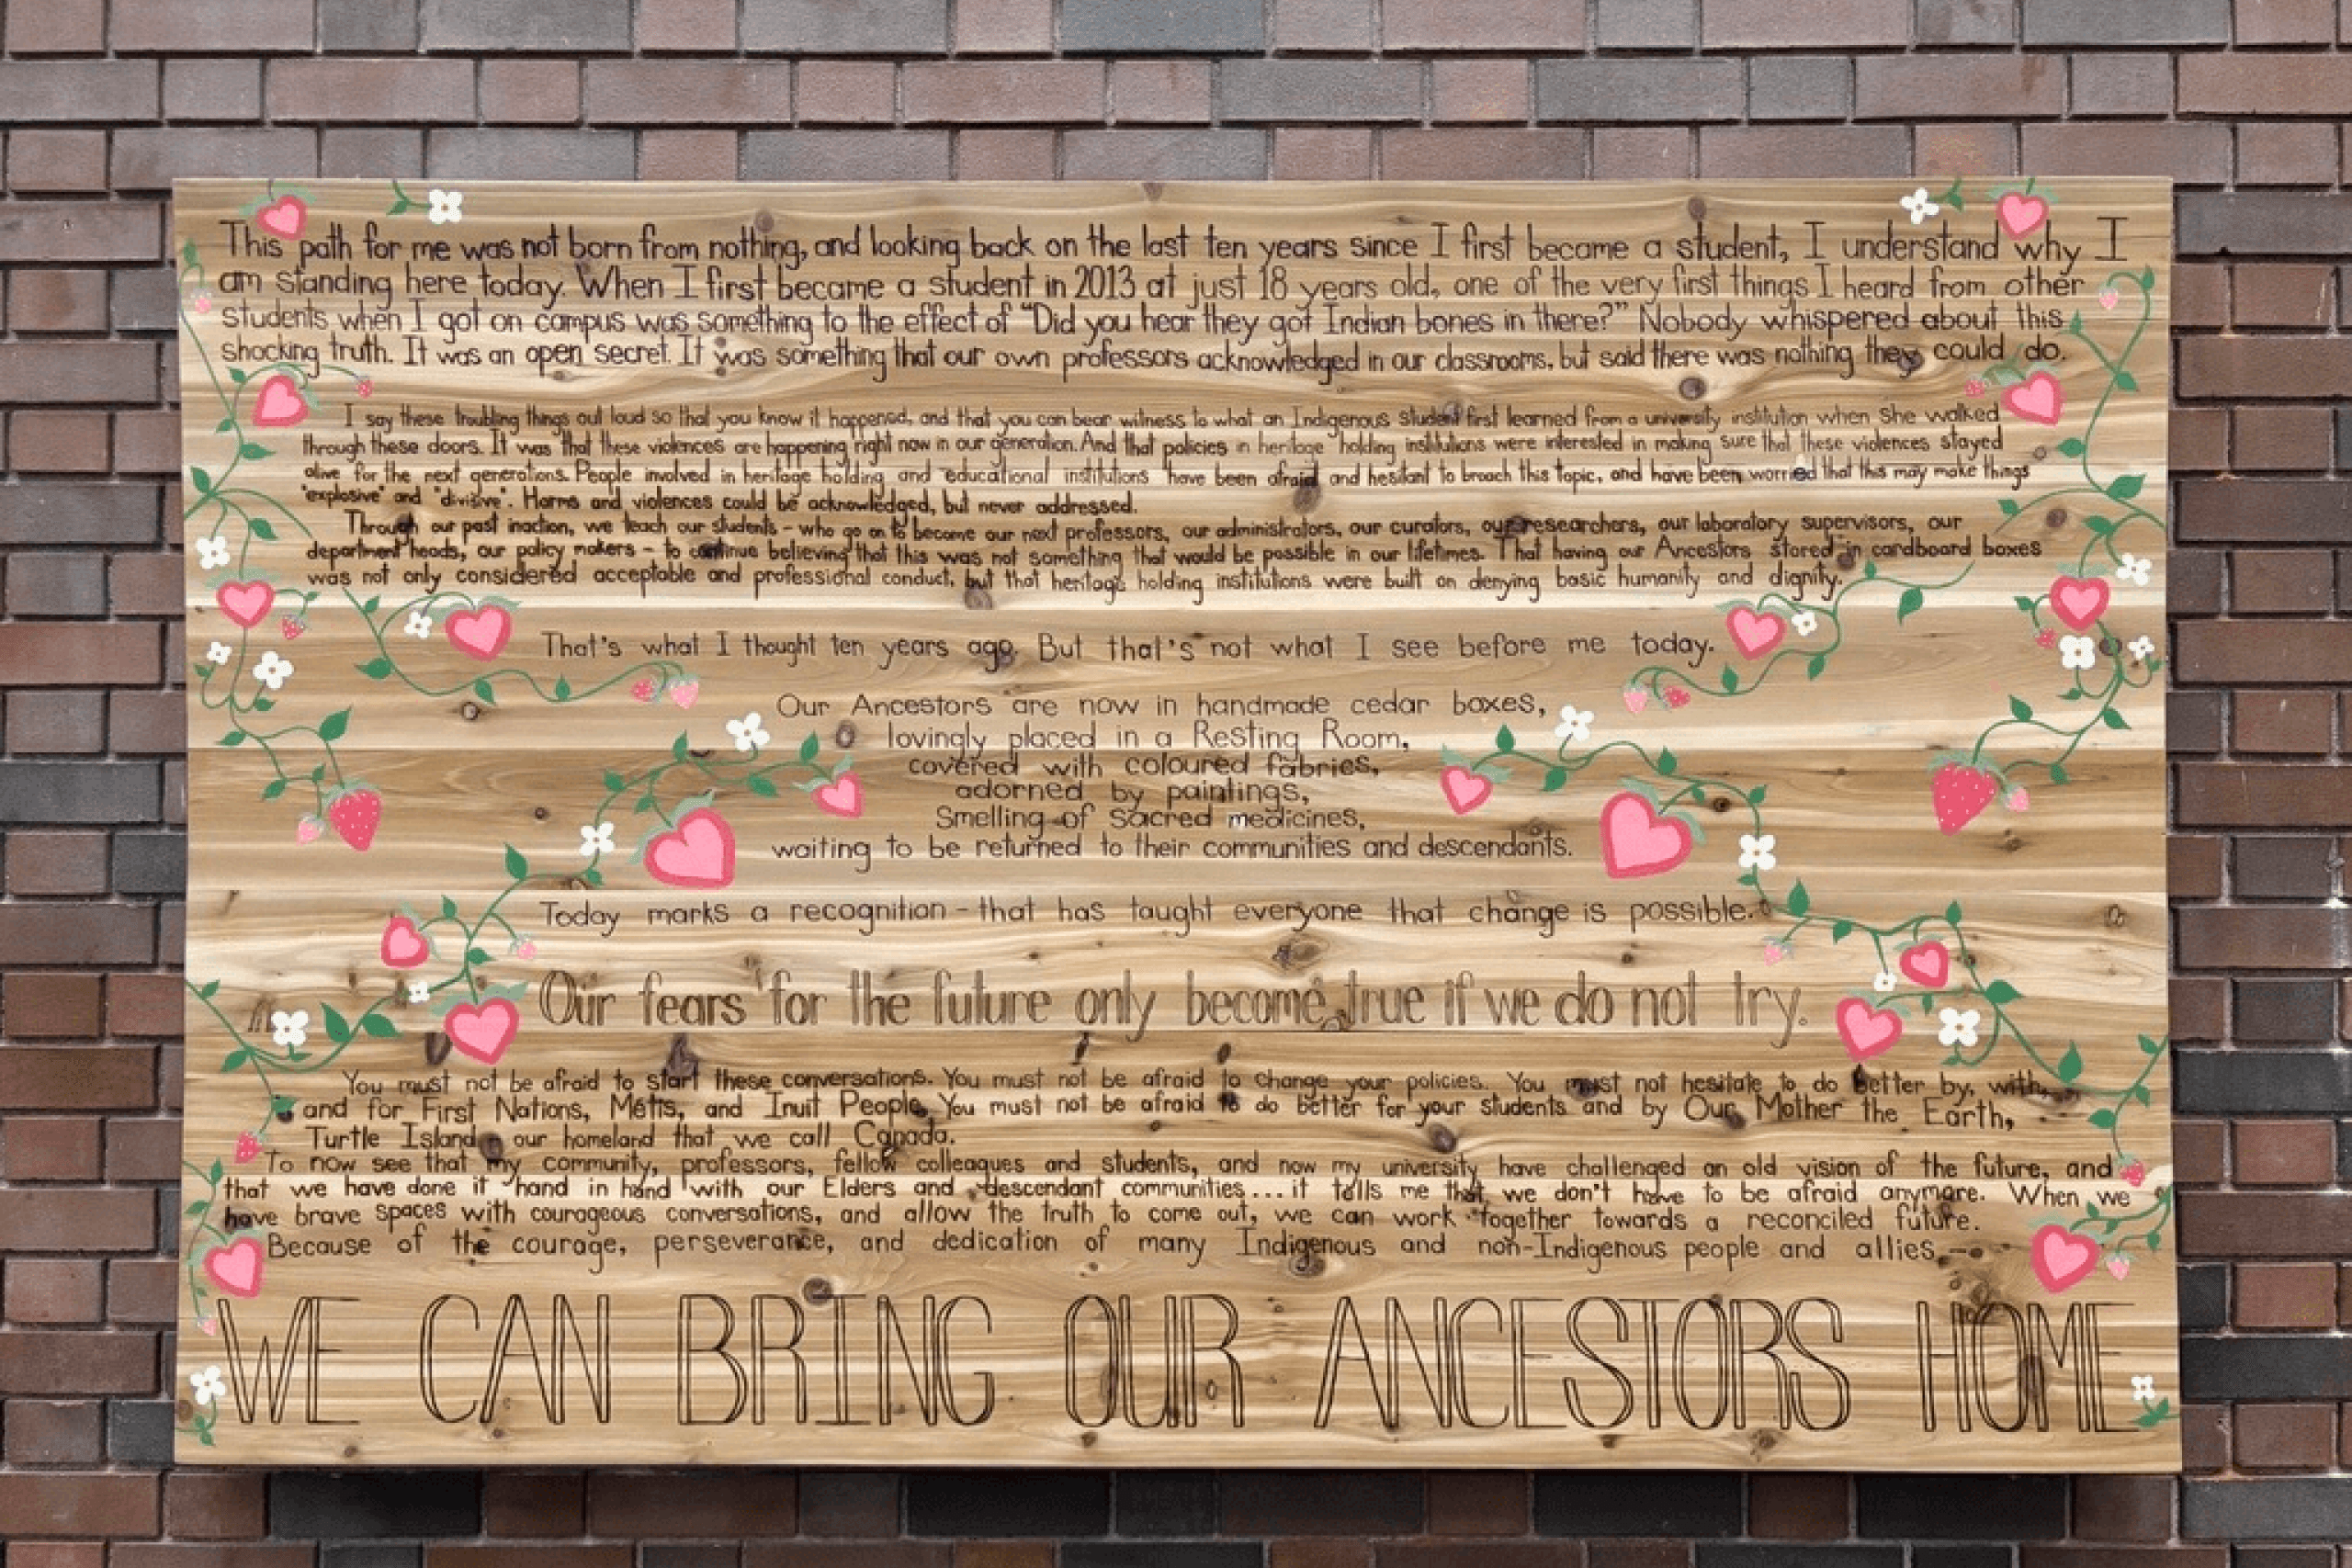 This path for me was not born from nothing, and looking back on the last ten years since I first became a student, I understand why I
am standing here today. When I first became a student in 2013 at just 18 years old, one of the very first things I heard from other
students when I got on campus was something to the effect of "Did you hear they got Indian bones in there?" Nobody whispered about this
shocking truth. It was an open secret. It was something that our own professors acknowledged in our classrooms, but said there was nothing they could do.
I say these troubling things out loud so that you know it happened, and that you can bear witness to what an Indigenous student first learned from a university institution when she walked
through these doors. It was that these violences are happening right now in our generation. And that policies in heritage holding institutions were interested in making sure that these violences stayed
alive for the next generations. People involved in heritage holding and educational institutions have been afraid and hesitant to broach this topic, and have been worried that this may make things
"explosive" and "divisive". Harms and violences could be acknowledged, but never addressed.
Through our past inaction, we teach our students - who go on to become our next professors, our administrators, our curators, our researchers, our laboratory supervisors, our
department heads, our policy makers - to continue believing that this was not something that would be possible in our lifetimes. That having our Ancestors stored in cardboard boxes
was not only considered acceptable and professional conduct, but that heritage holding institutions were built on denying basic humanity and dignity.
That's what I thought ten years ago. But that's not what I see before me today.
Our Ancestors are now in handmade cedar boxes,
lovingly placed in a Resting Room,
covered with coloured fabrics,
adorned by paintings,
Smelling of Sacred medicines,
waiting to be returned to their communities and descendants.
Today marks a recognition - that has taught everyone that change is possible.
Our fears for the future only become true if we do not try.
You must not be afraid to start these conversations. You must not be afraid to change your policies. You must not hesitate to do better by, with,
and for First Nations, Métis, and Inuit People. You must not be afraid to do better for your students and by Our Mother the Earth,
Turtle Island - our homeland that we call Canada.
To now see that my community, professors, fellow colleagues and students, and now my university have challenged an old vision of the future, and
that we have done it hand in hand with our Elders and descendant communities... it tells me that we don't have to be afraid anymore. When we
have brave spaces with courageous conversations, and allow the truth to come out, we can work together towards a reconciled future.
Because of the courage, perseverance, and dedication of many Indigenous and non-Indigenous people and allies -
WE CAN BRING OUR ANCESTORS HOME